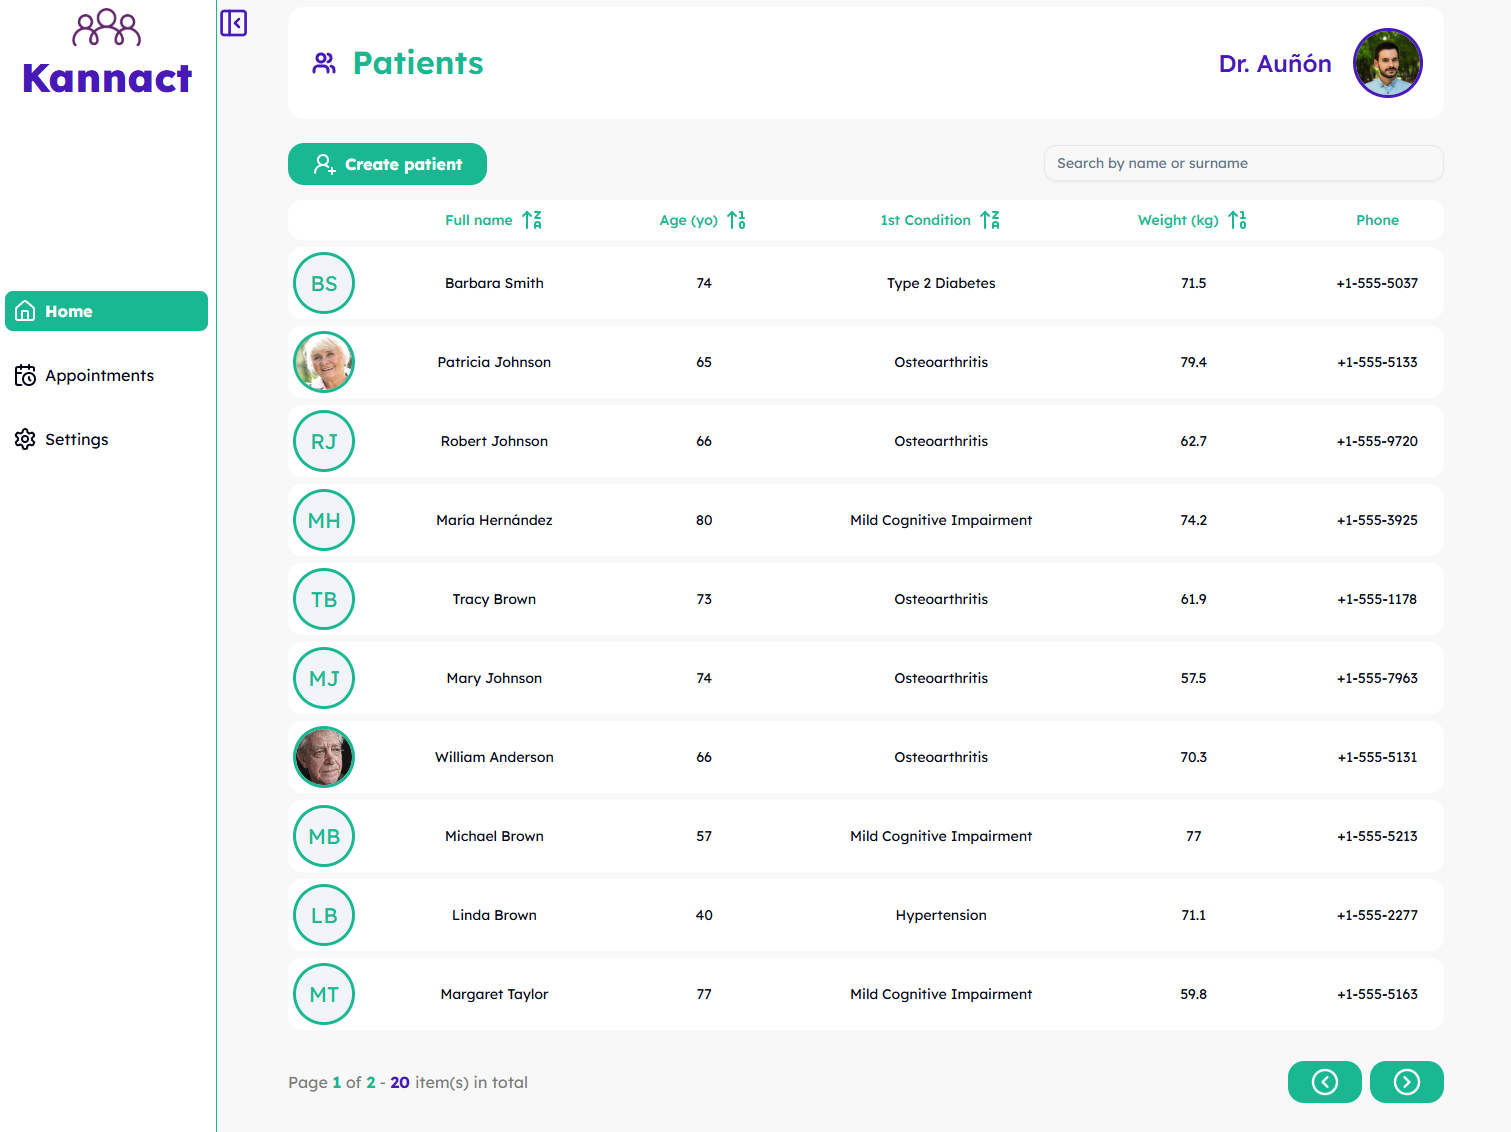 Kannact
Home
Appointments
Settings
Patients
Dr. Auñón
Create patient
Search by name or surname
Full name Age (yo) 1st Condition Weight (kg) Phone
BS Barbara Smith 74 Type 2 Diabetes 71.5 +1-555-5037
Patricia Johnson 65 Osteoarthritis 79.4 +1-555-5133
RJ Robert Johnson 66 Osteoarthritis 62.7 +1-555-9720
MH María Hernández 80 Mild Cognitive Impairment 74.2 +1-555-3925
TB Tracy Brown 73 Osteoarthritis 61.9 +1-555-1178
MJ Mary Johnson 74 Osteoarthritis 57.5 +1-555-7963
William Anderson 66 Osteoarthritis 70.3 +1-555-5131
MB Michael Brown 57 Mild Cognitive Impairment 77 +1-555-5213
LB Linda Brown 40 Hypertension 71.1 +1-555-2277
MT Margaret Taylor 77 Mild Cognitive Impairment 59.8 +1-555-5163
Page 1 of 2 - 20 item(s) in total